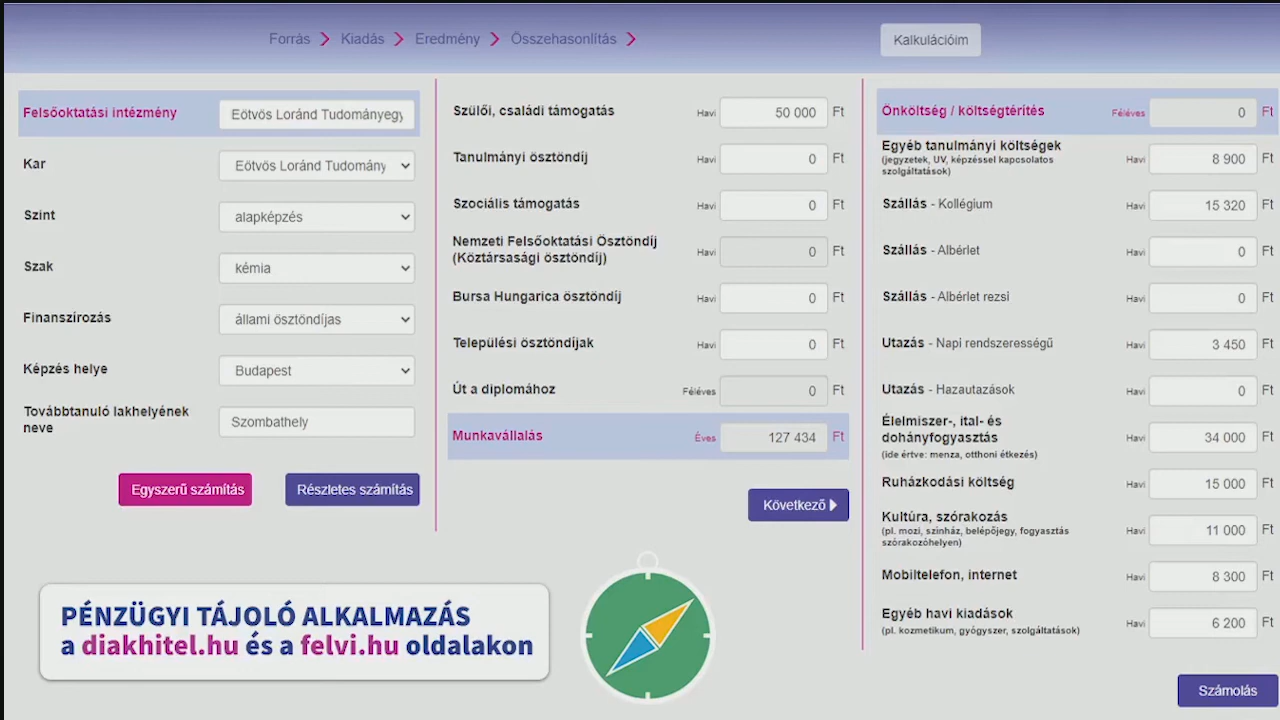 Forrás
Kiadás
Eredmény
Összehasonlítás
Kalkulációim
Felsőoktatási intézmény
Eötvös Loránd Tudományegy
Kar
Eötvös Loránd Tudomány
Szint
alapképzés
Szak
kémia
Finanszírozás
állami ösztöndíjas
Képzés helye
Budapest
Továbbtanuló lakhelyének
neve
Szombathely
Egyszerű számítás
Részletes számítás
Szülői, családi támogatás Havi 50 000 Ft
Tanulmányi ösztöndíj Havi 0 Ft
Szociális támogatás Havi 0 Ft
Nemzeti Felsőoktatási Ösztöndíj
(Köztársasági ösztöndíj) Havi 0 Ft
Bursa Hungarica ösztöndíj Havi 0 Ft
Települési ösztöndíjak Havi 0 Ft
Út a diplomához Féléves 0 Ft
Munkavállalás Éves 127 434 Ft
Következő
Önköltség / költségtérítés Féléves 0 Ft
Egyéb tanulmányi költségek
(jegyzetek, UV, képzéssel kapcsolatos
szolgáltatások) Havi 8 900 Ft
Szállás - Kollégium Havi 15 320 Ft
Szállás - Albérlet Havi 0 Ft
Szállás - Albérlet rezsi Havi 0 Ft
Utazás - Napi rendszerességű Havi 3 450 Ft
Utazás - Hazautazások Havi 0 Ft
Élelmiszer-, ital- és
dohányfogyasztás Havi 34 000 Ft
(ide értve: menza, otthoni étkezés)
Ruházkodási költség Havi 15 000 Ft
Kultúra, szórakozás
(pl. mozi, színház, belépőjegy, fogyasztás
szórakozóhelyen) Havi 11 000 Ft
Mobiltelefon, internet Havi 8 300 Ft
Egyéb havi kiadások
(pl. kozmetikum, gyógyszer, szolgáltatások) Havi 6 200 Ft
Számolás
PÉNZÜGYI TÁJOLÓ ALKALMAZÁS
a diakhitel.hu és a felvi.hu oldalakon